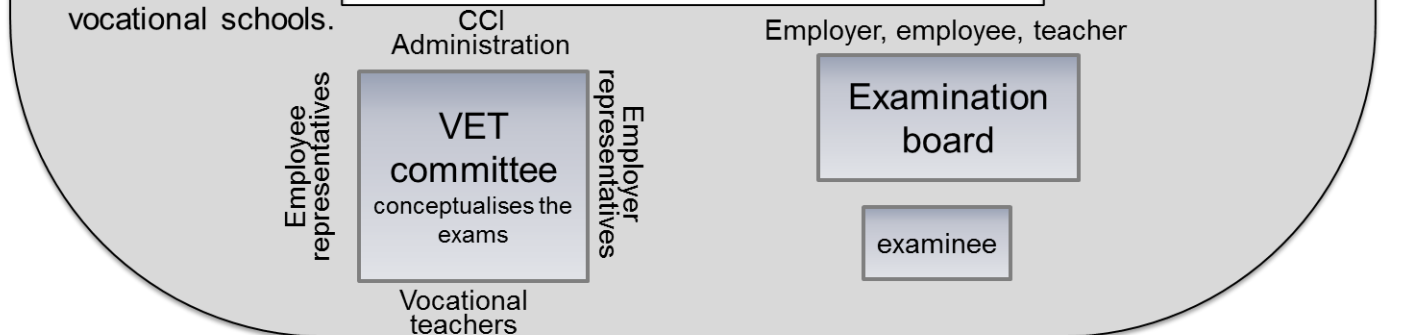 vocational schools.
CCI
Administration
Employee
representatives
VET
committee
conceptualises the
exams
Employer
representatives
Vocational
teachers
Employer, employee, teacher
Examination
board
examinee